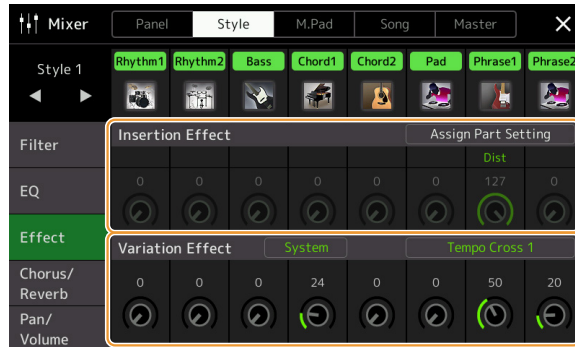 Mixer Panel Style M.Pad Song Master ×
Style 1 Rhythm1 Rhythm2 Bass Chord1 Chord2 Pad Phrase1 Phrase2
Filter
EQ
Effect
Chorus/
Reverb
Pan/
Volume
Insertion Effect Assign Part Setting
Dist
0 0 0 0 0 0 127 0
Variation Effect System Tempo Cross 1
0 0 0 24 0 0 50 20